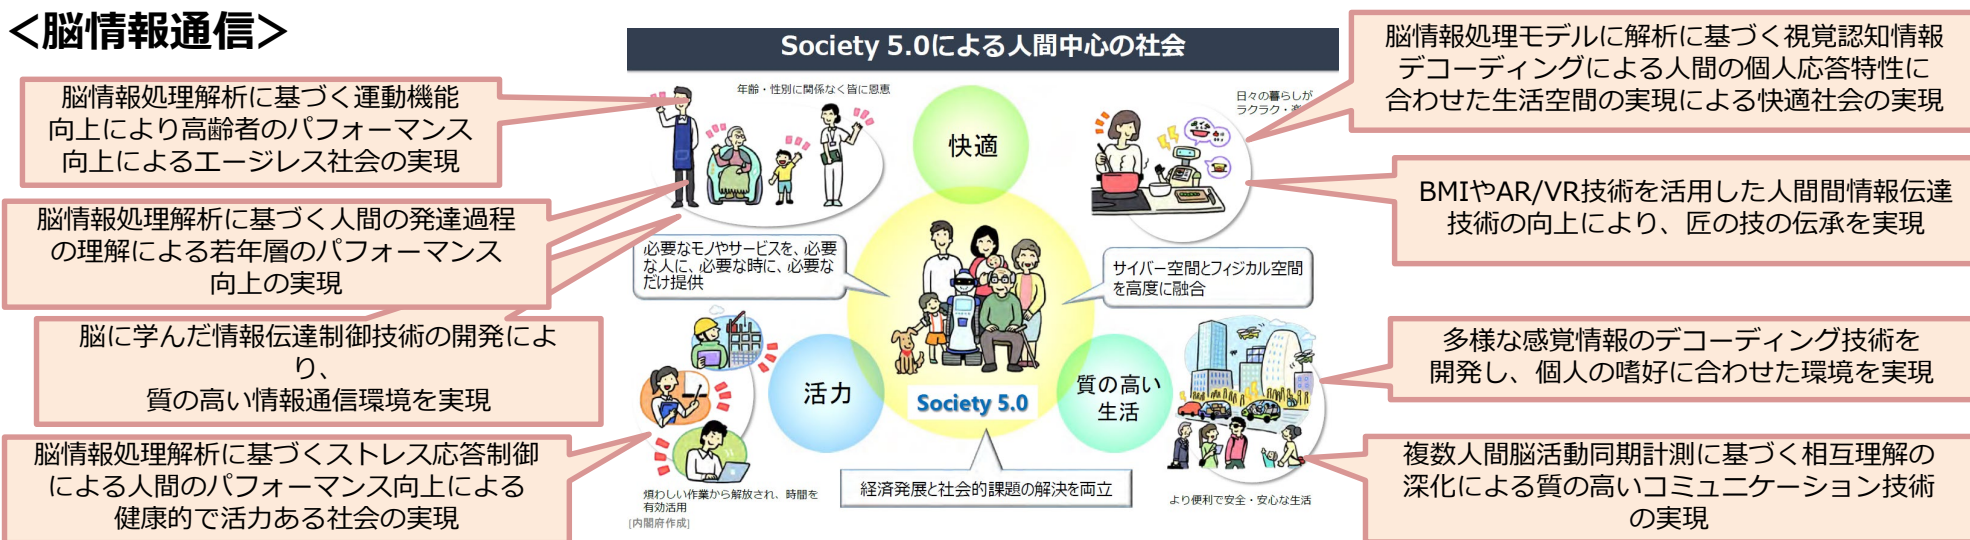 <脳情報通信>
脳情報処理解析に基づく運動機能
向上により高齢者のパフォーマンス
向上によるエージレス社会の実現
脳情報処理解析に基づく人間の発達過程
の理解による若年層のパフォーマンス
向上の実現
脳に学んだ情報伝達制御技術の開発によ
り、
質の高い情報通信環境を実現
脳情報処理解析に基づくストレス応答制御
による人間のパフォーマンス向上による
健康的で活力ある社会の実現
Society 5.0による人間中心の社会
年齢・性別に関係なく皆に恩恵
快適
日々の暮らしが
ラクラク・
必要なモノやサービスを、必要
な人に、必要な時に、必要な
だけ提供
サイバー空間とフィジカル空間
を高度に融合
活力
Society 5.0
質の高い
生活
煩わしい作業から解放され、時間を
有効活用
[内閣府作成]
経済発展と社会的課題の解決を両立
より便利で安全・安心な生活
脳情報処理モデルに解析に基づく視覚認知情報
デコーディングによる人間の個人応答特性に
合わせた生活空間の実現による快適社会の実現
BMIやAR/VR技術を活用した人間間情報伝達
技術の向上により、匠の技の伝承を実現
多様な感覚情報のデコーディング技術を
開発し、個人の嗜好に合わせた環境を実現
複数人間脳活動同期計測に基づく相互理解の
深化による質の高いコミュニケーション技術
の実現